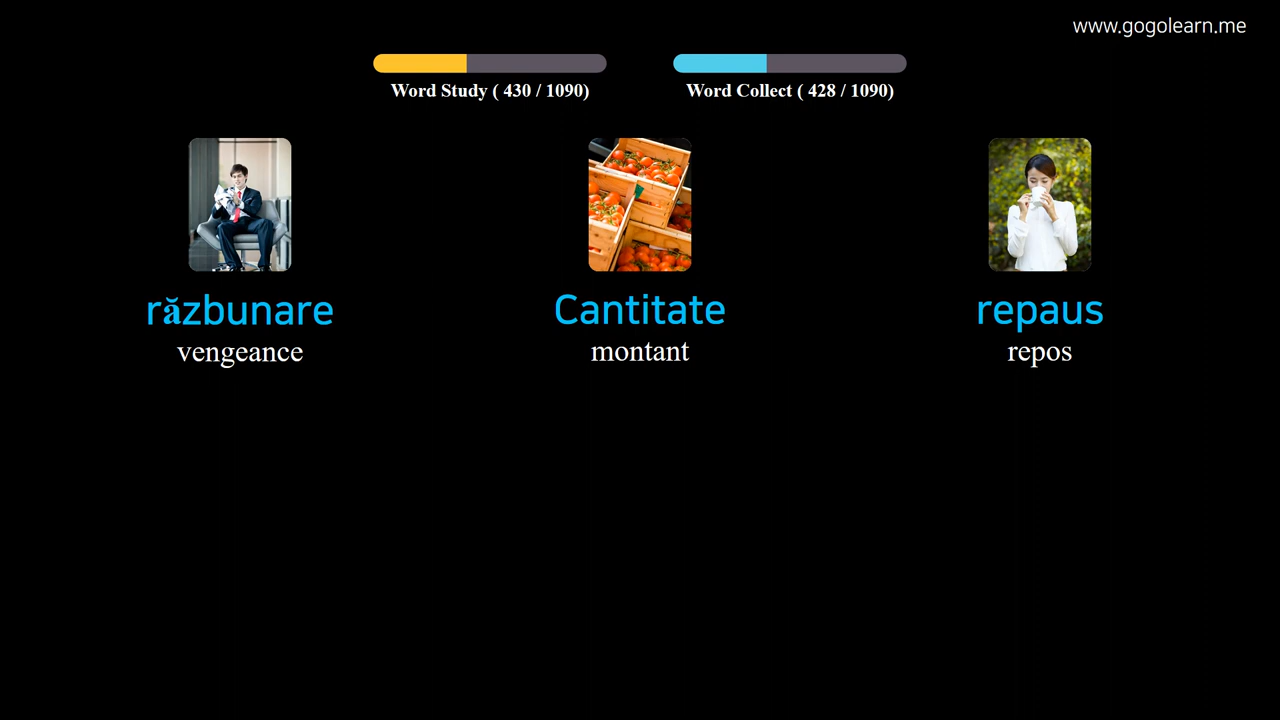 www.gogolearn.me
Word Study ( 430 / 1090)
Word Collect ( 428 / 1090)
răzbunare
vengeance
Cantitate
montant
repaus
repos